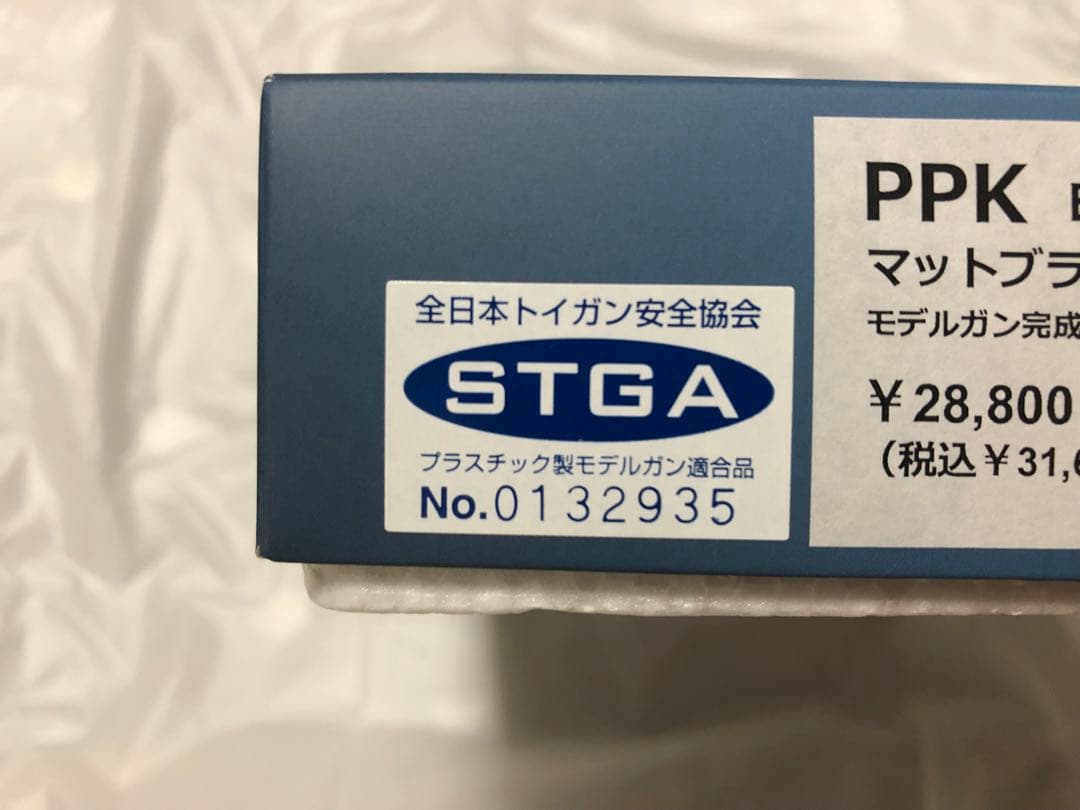 全日本トイガン安全協会
STGA
プラスチック製モデルガン適合品
No.0132935
PPK
マットブラ
モデルガン完成
¥28,800
(税込¥31,6